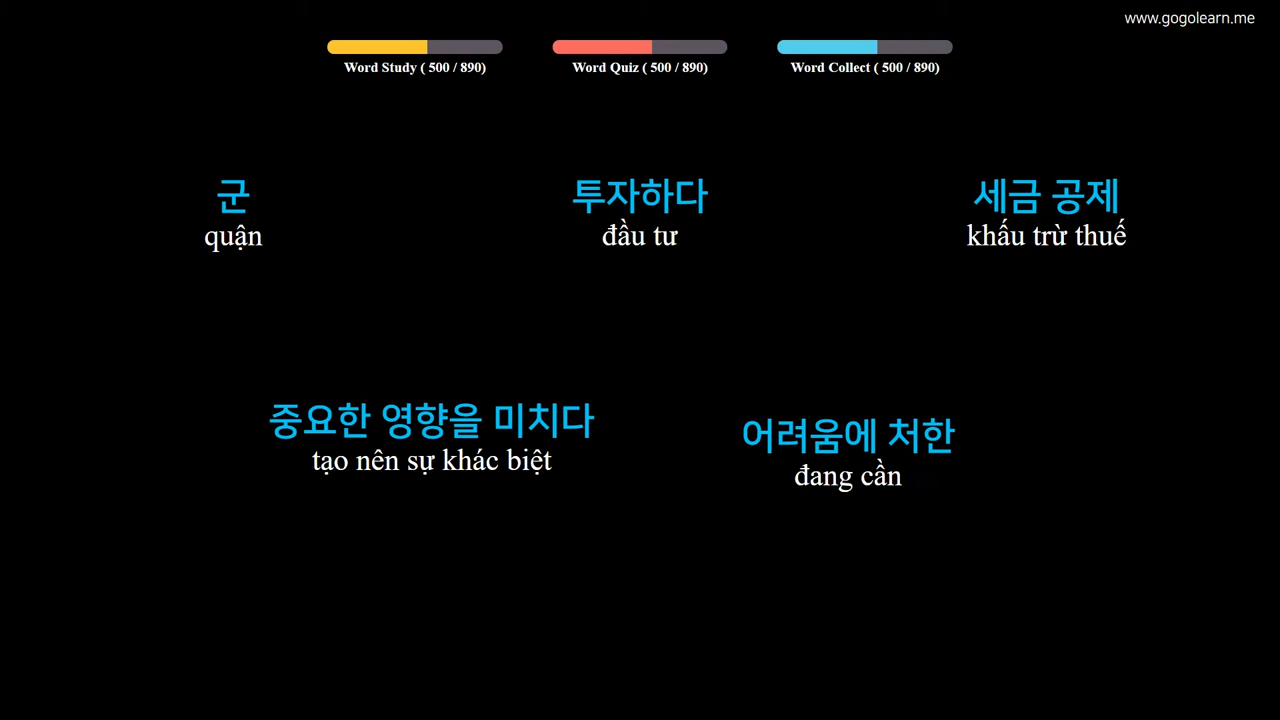 www.gogolearn.me
Word Study ( 500 / 890)
Word Quiz ( 500 / 890)
Word Collect ( 500 / 890)
군
quận
투자하다
đầu tư
세금 공제
khấu trừ thuế
중요한 영향을 미치다
tạo nên sự khác biệt
어려움에 처한
đang cần